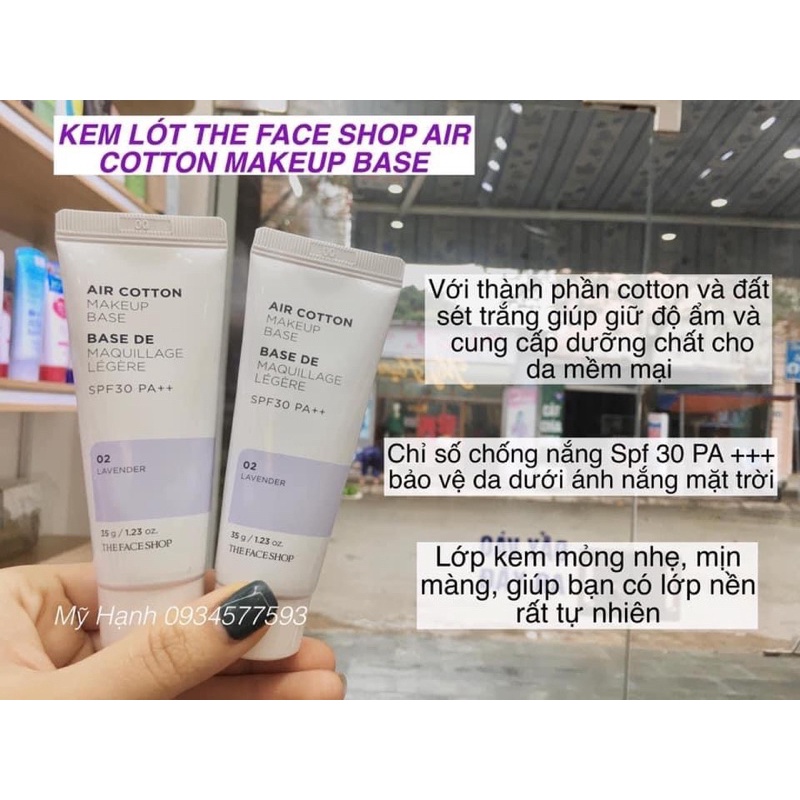 KEM LÓT THE FACE SHOP AIR
COTTON MAKEUP BASE
AIR COTTON
MAKEUP
BASE
BASE DE
MAQUILLAGE
LÉGÈRE
SPF30 PA++
02
LAVENDER
35 g / 1.23 oz.
THE FACE SHOP
AIR COTTON
MAKEUP
BASE
BASE DE
MAQUILLAGE
LÉGÈRE
SPF30 PA++
02
LAVENDER
35 g / 1.23 oz.
THE FACE SHOP
Với thành phần cotton và đất
sét trắng giúp giữ độ ẩm và
cung cấp dưỡng chất cho
da mềm mại
Chỉ số chống nắng Spf 30 PA +++
bảo vệ da dưới ánh nắng mặt trời
Lớp kem mỏng nhẹ, mịn
màng, giúp bạn có lớp nền
rất tự nhiên
Mỹ Hạnh 0934577593